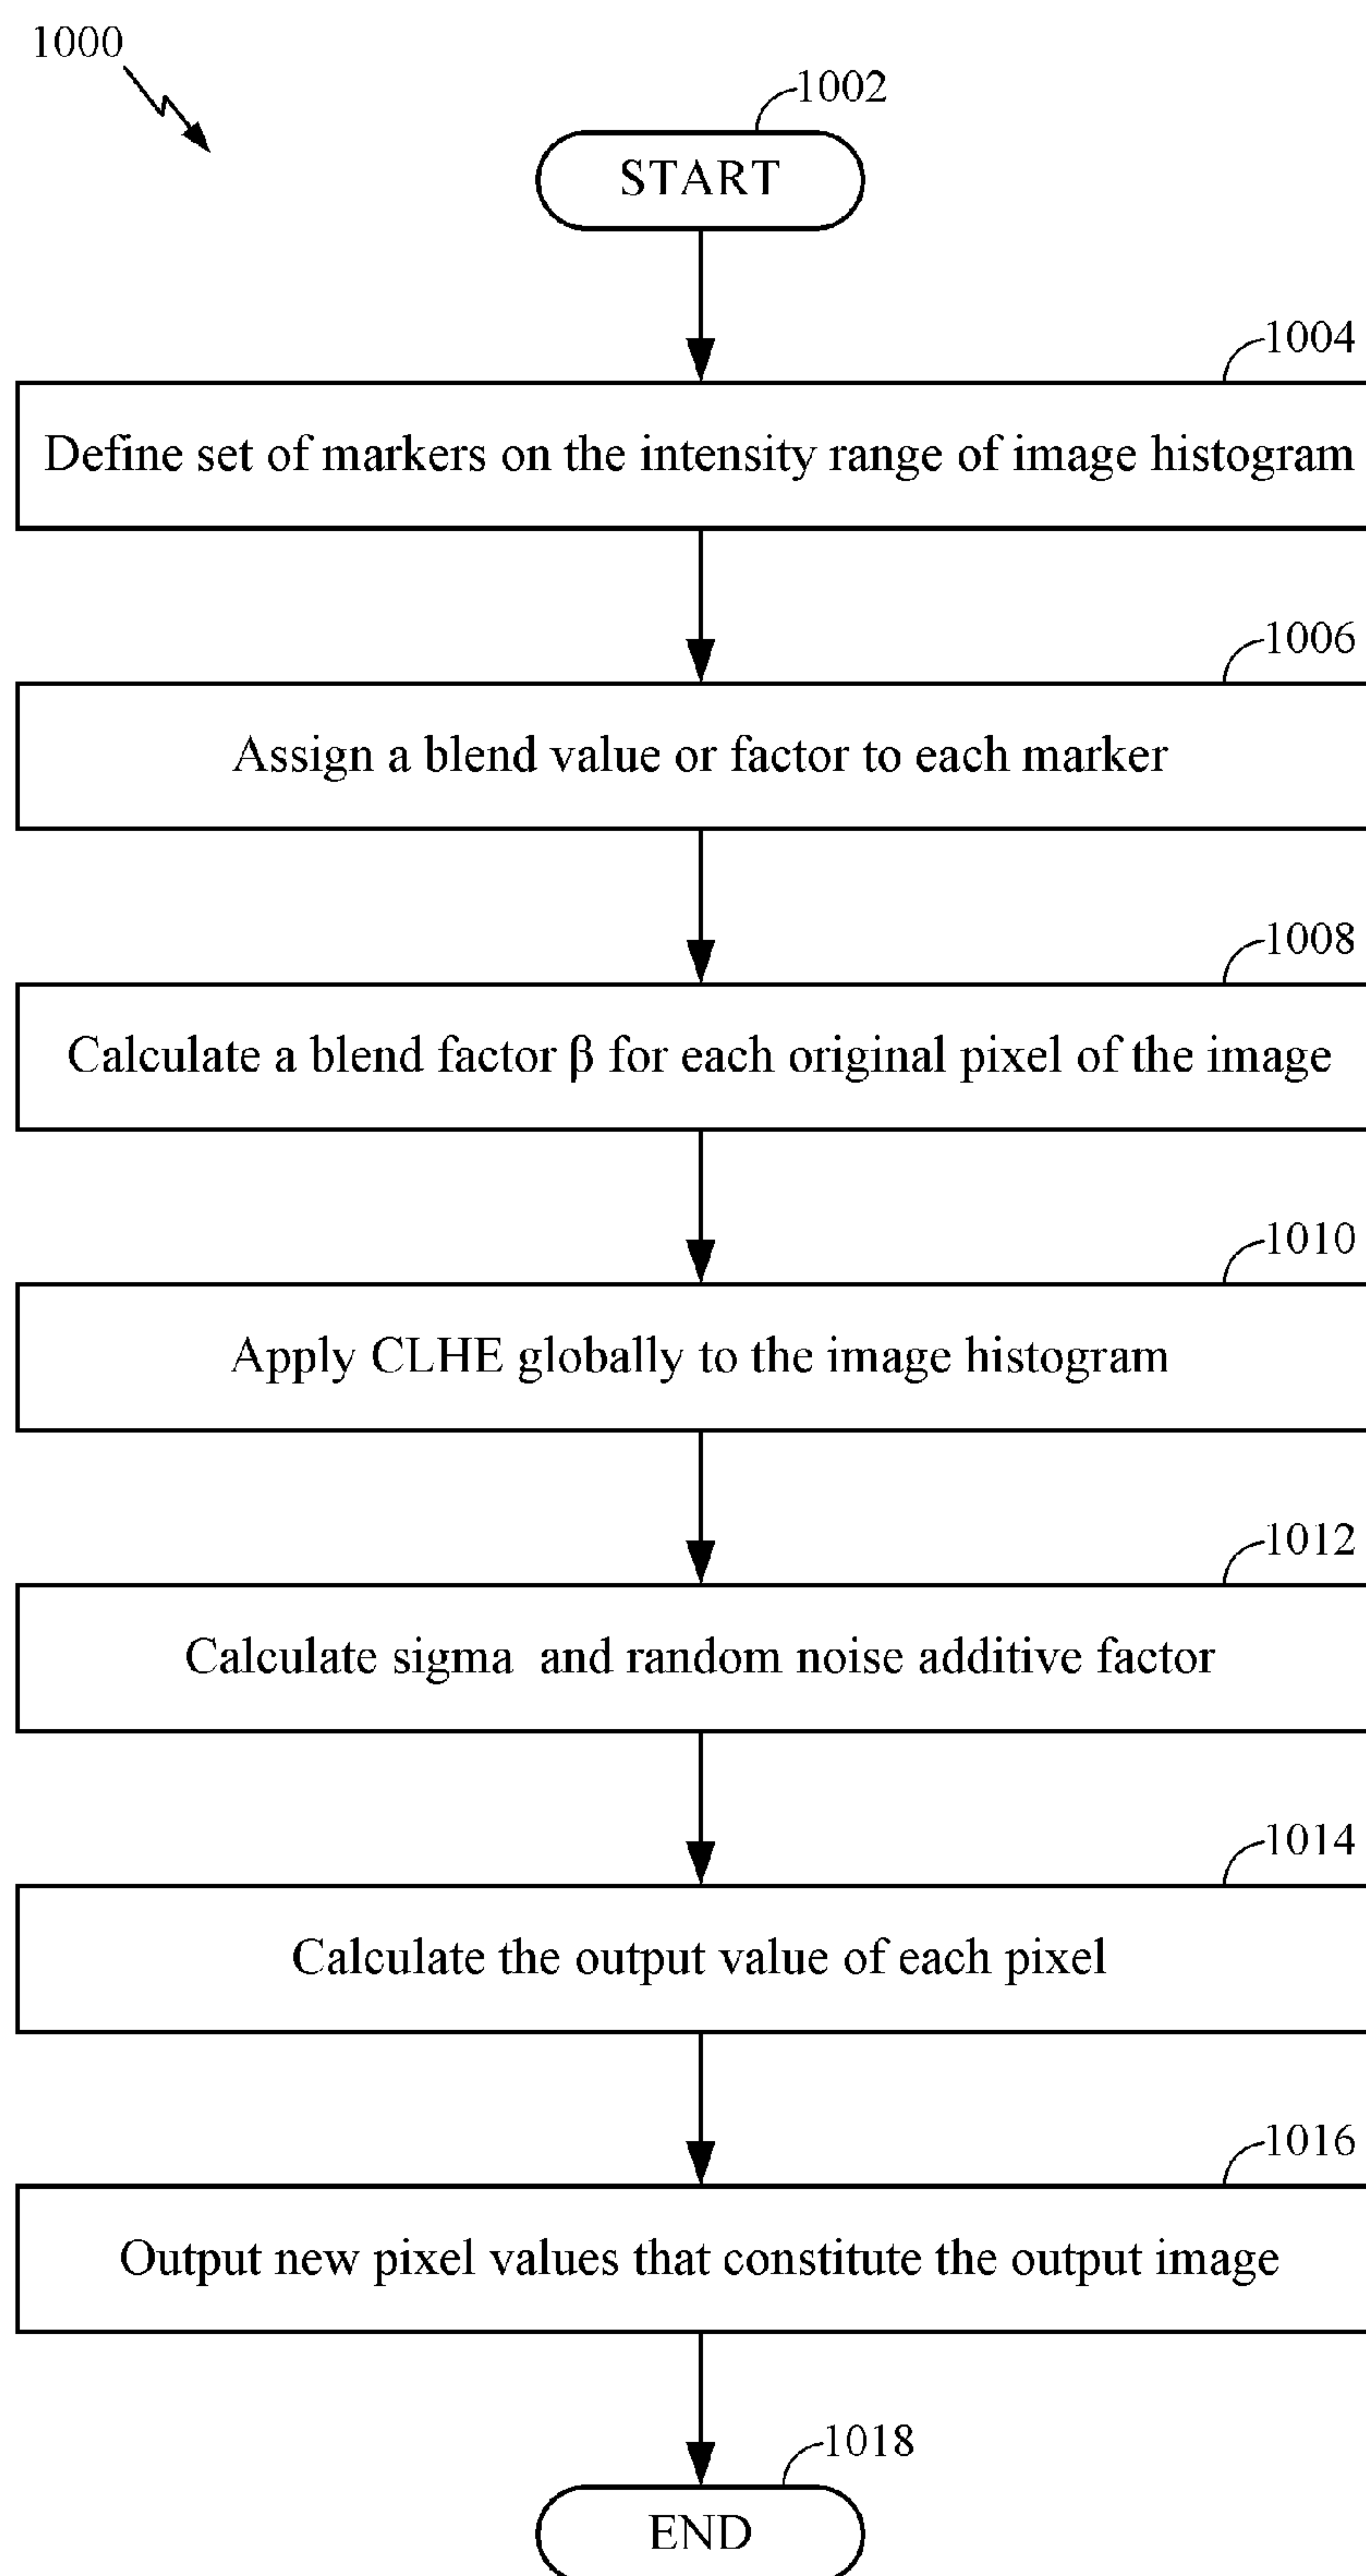 1000
1002
START
1004
Define set of markers on the intensity range of image histogram
1006
Assign a blend value or factor to each marker
1008
Calculate a blend factor β for each original pixel of the image
1010
Apply CLHE globally to the image histogram
1012
Calculate sigma and random noise additive factor
1014
Calculate the output value of each pixel
1016
Output new pixel values that constitute the output image
1018
END